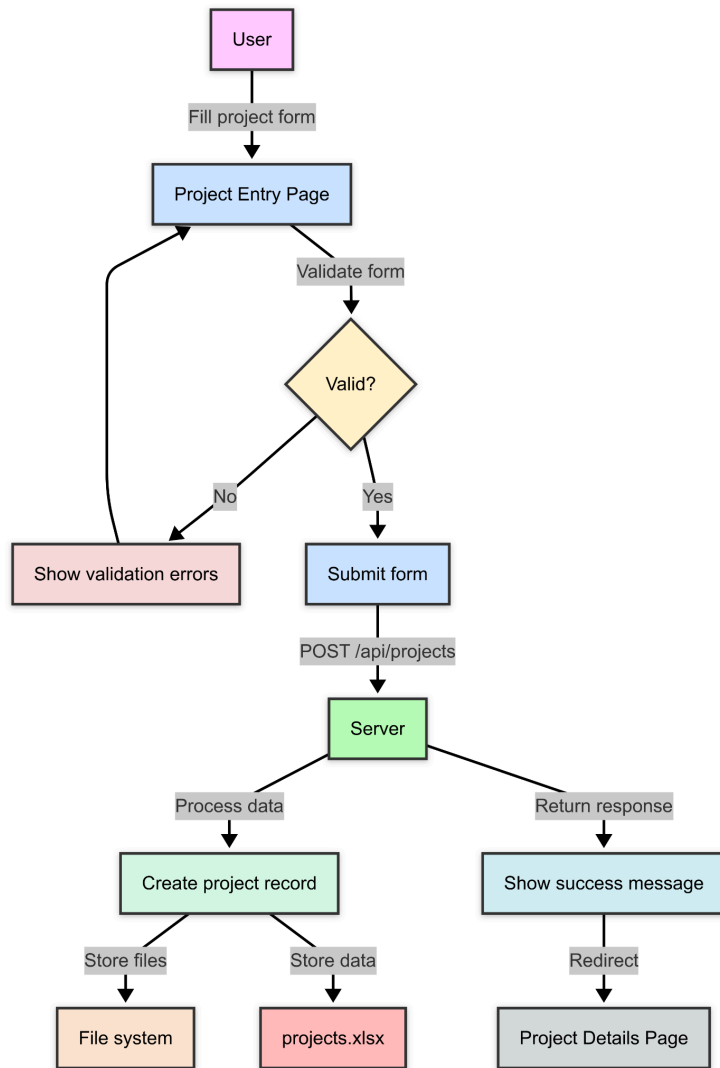 User
Fill project form
Project Entry Page
Validate form
Valid?
No
Yes
Show validation errors
Submit form
POST /api/projects
Server
Process data
Return response
Create project record
Show success message
Store files
Store data
Redirect
File system
projects.xlsx
Project Details Page